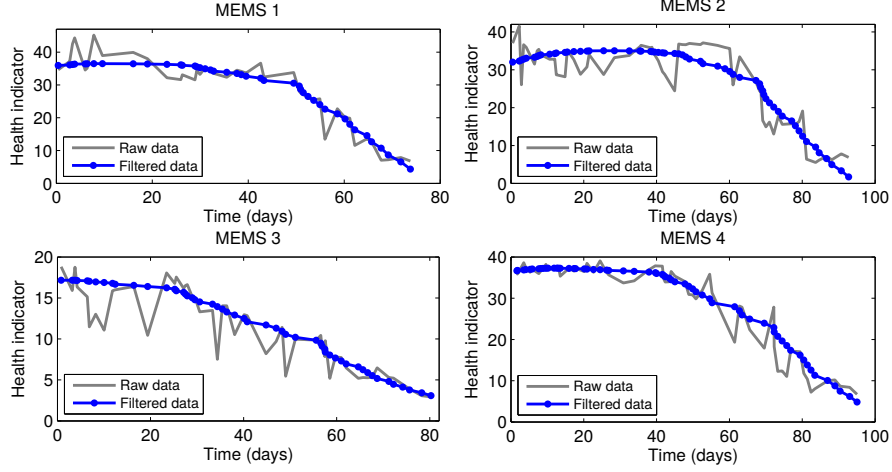 MEMS 1
Health indicator
40
30
20
10
0
Raw data
Filtered data
0 20 40 60 80
Time (days)
MEMS 2
Health indicator
40
30
20
10
0
Raw data
Filtered data
0 20 40 60 80 100
Time (days)
MEMS 3
Health indicator
20
15
10
5
0
Raw data
Filtered data
0 20 40 60 80
Time (days)
MEMS 4
Health indicator
40
30
20
10
0
Raw data
Filtered data
0 20 40 60 80 100
Time (days)